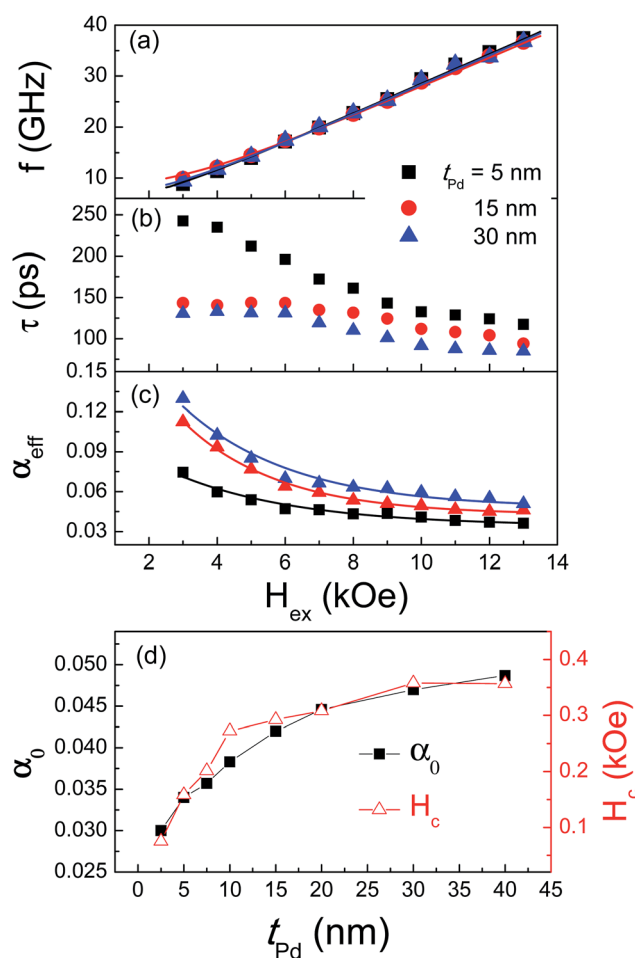 (a)
40
30
20
10
f (GHz)
t_Pd = 5 nm
15 nm
30 nm
(b)
250
200
150
100
0.15
τ (ps)
(c)
0.12
0.09
0.06
0.03
α_eff
2 4 6 8 10 12 14
H_ex (kOe)
(d)
0.050
0.045
0.040
0.035
0.030
0.025
α_0
0.4
0.3
0.2
0.1
H_c (kOe)
α_0
H_c
0 5 10 15 20 25 30 35 40 45
t_Pd (nm)